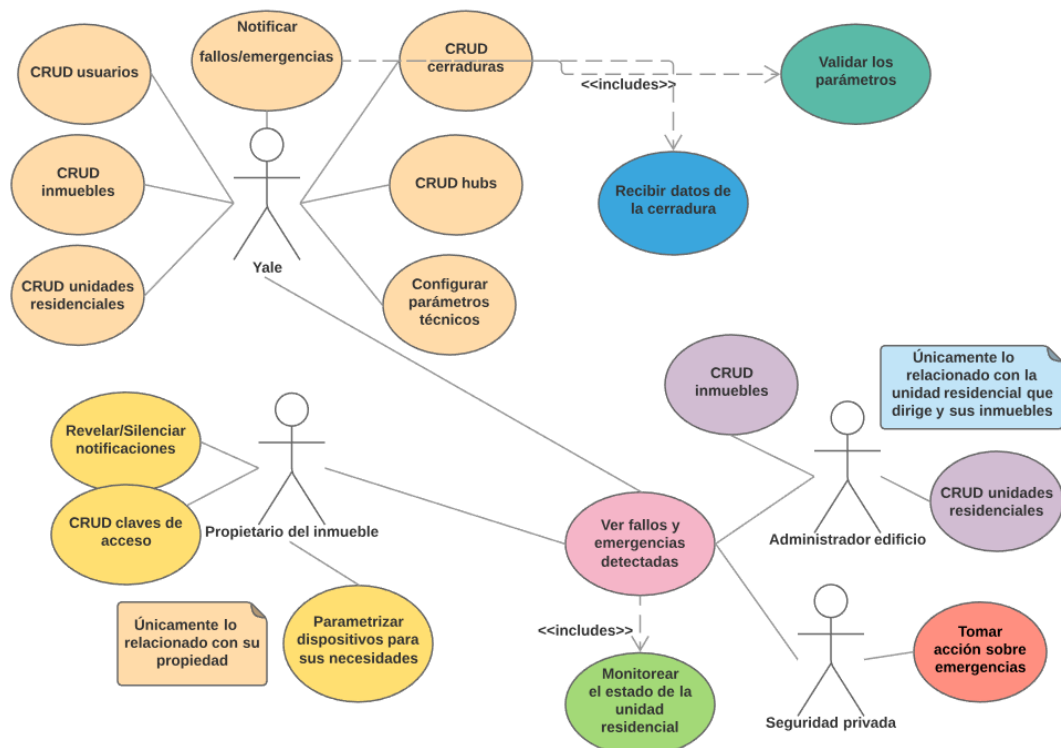 Notificar
fallos/emergencias
CRUD
cerraduras
CRUD usuarios
Validar los
parámetros
<<includes>>
CRUD
inmuebles
CRUD hubs
Recibir datos de
la cerradura
Yale
CRUD unidades
residenciales
Configurar
parámetros
técnicos
CRUD
inmuebles
Únicamente lo
relacionado con la
unidad residencial que
dirige y sus inmuebles
Revelar/Silenciar
notificaciones
CRUD claves de
acceso
Propietario del inmueble
Ver fallos y
emergencias
detectadas
Administrador edificio
CRUD unidades
residenciales
Únicamente lo
relacionado con su
propiedad
Parametrizar
dispositivos para
sus necesidades
<<includes>>
Monitorear
el estado de la
unidad
residencial
Tomar
acción sobre
emergencias
Seguridad privada